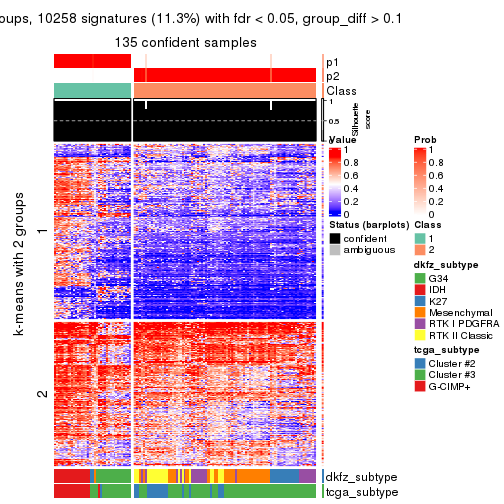 oups, 10258 signatures (11.3%) with fdr < 0.05, group_diff > 0.1
135 confident samples
p1
p2
Class
1
0.5
0
Silhouette
score
k-means with 2 groups
1
2
dkfz_subtype
tcga_subtype
Value
1
0.8
0.6
0.4
0.2
0
Status (barplots)
confident
ambiguous
Prob
1
0.8
0.6
0.4
0.2
0
Class
1
2
dkfz_subtype
G34
IDH
K27
Mesenchymal
RTK I PDGFRA
RTK II Classic
tcga_subtype
Cluster #2
Cluster #3
G-CIMP+